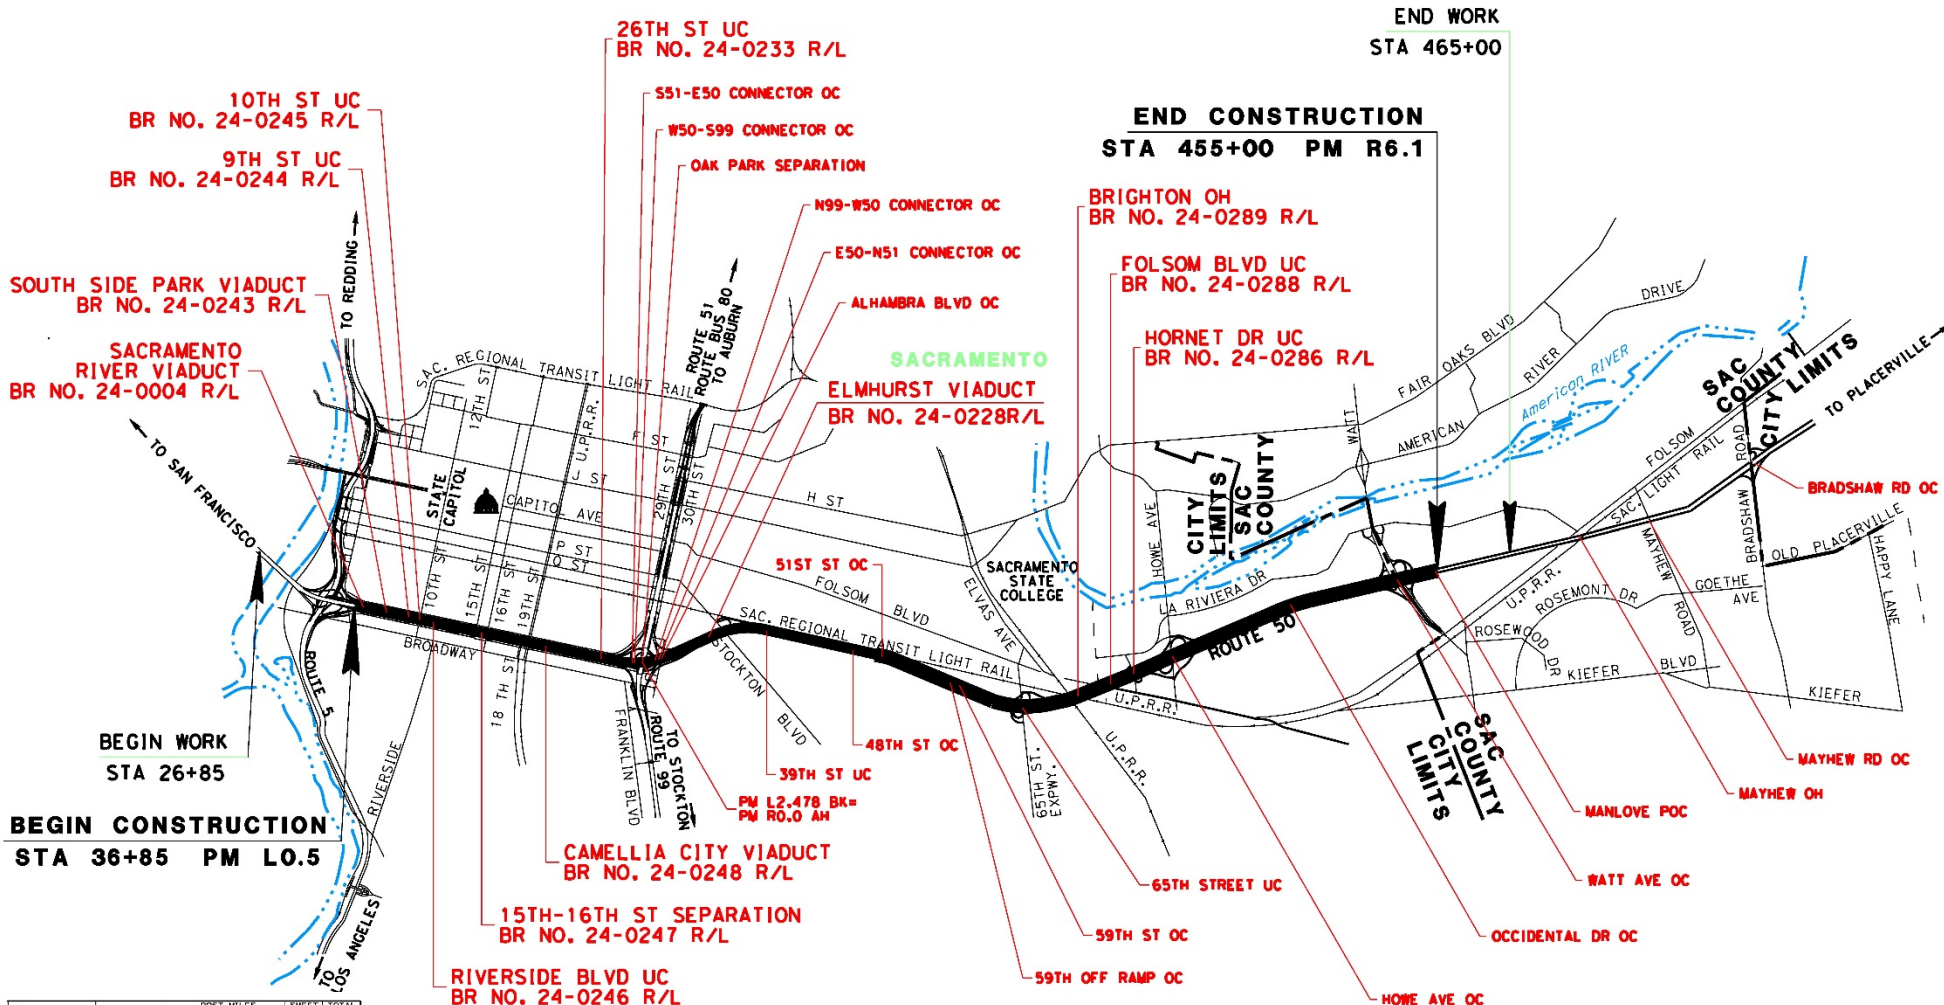 END WORK
STA 465+00
26TH ST UC
BR NO. 24-0233 R/L
S51-E50 CONNECTOR OC
W50-S99 CONNECTOR OC
OAK PARK SEPARATION
10TH ST UC
BR NO. 24-0245 R/L
9TH ST UC
BR NO. 24-0244 R/L
END CONSTRUCTION
STA 455+00 PM R6.1
N99-W50 CONNECTOR OC
E50-N51 CONNECTOR OC
ALHAMBRA BLVD OC
BRIGHTON OH
BR NO. 24-0289 R/L
FOLSOM BLVD UC
BR NO. 24-0288 R/L
HORNET DR UC
BR NO. 24-0286 R/L
SOUTH SIDE PARK VIADUCT
BR NO. 24-0243 R/L
SACRAMENTO
RIVER VIADUCT
BR NO. 24-0004 R/L
TO REDDING
ROUTE 51
ROUTE BUS 80
TO AUBURN
SACRAMENTO
ELMHURST VIADUCT
BR NO. 24-0228R/L
SAC. REGIONAL TRANSIT LIGHT RAIL
12TH ST
U.P.R.R.
F ST
J ST
H ST
29TH ST
30TH ST
STATE
CAPITOL
CAPITOL AVE
P ST
Q ST
10TH ST
15TH ST
16TH ST
19TH ST
18 TH ST
BROADWAY
TO SAN FRANCISCO
ROUTE 5
RIVERSIDE
TO
LOS ANGELES
FRANKLIN BLVD
TO STOCKTON
ROUTE 99
STOCKTON BLVD
51ST ST OC
FOLSOM BLVD
SAC. REGIONAL TRANSIT LIGHT RAIL
ELVAS AVE
SACRAMENTO
STATE
COLLEGE
HOWE AVE
CITY
LIMITS
SAC
COUNTY
LA RIVIERA DR
ROUTE 50
WATT
FAIR OAKS BLVD
AMERICAN RIVER DRIVE
American RIVER
SAC
COUNTY
CITY LIMITS
TO PLACERVILLE
FOLSOM
SAC. LIGHT RAIL
BRADSHAW ROAD
BRADSHAW RD OC
OLD PLACERVILLE
HAPPY LANE
MAYHEW ROAD
GOETHE
AVE
ROSEMONT DR
ROSEWOOD DR
KIEFER BLVD
KIEFER
U.P.R.R.
U.P.R.R.
U.P.R.R.
65TH ST.
EXPWY.
SAC
COUNTY
CITY
LIMITS
BEGIN WORK
STA 26+85
BEGIN CONSTRUCTION
STA 36+85 PM L0.5
48TH ST OC
39TH ST UC
PM L2.478 BK=
PM R0.0 AH
CAMELLIA CITY VIADUCT
BR NO. 24-0248 R/L
15TH-16TH ST SEPARATION
BR NO. 24-0247 R/L
RIVERSIDE BLVD UC
BR NO. 24-0246 R/L
65TH STREET UC
59TH ST OC
59TH OFF RAMP OC
HOWE AVE OC
OCCIDENTAL DR OC
WATT AVE OC
MANLOVE POC
MAYHEW OH
MAYHEW RD OC
POST MILES
SHEET
TOTAL